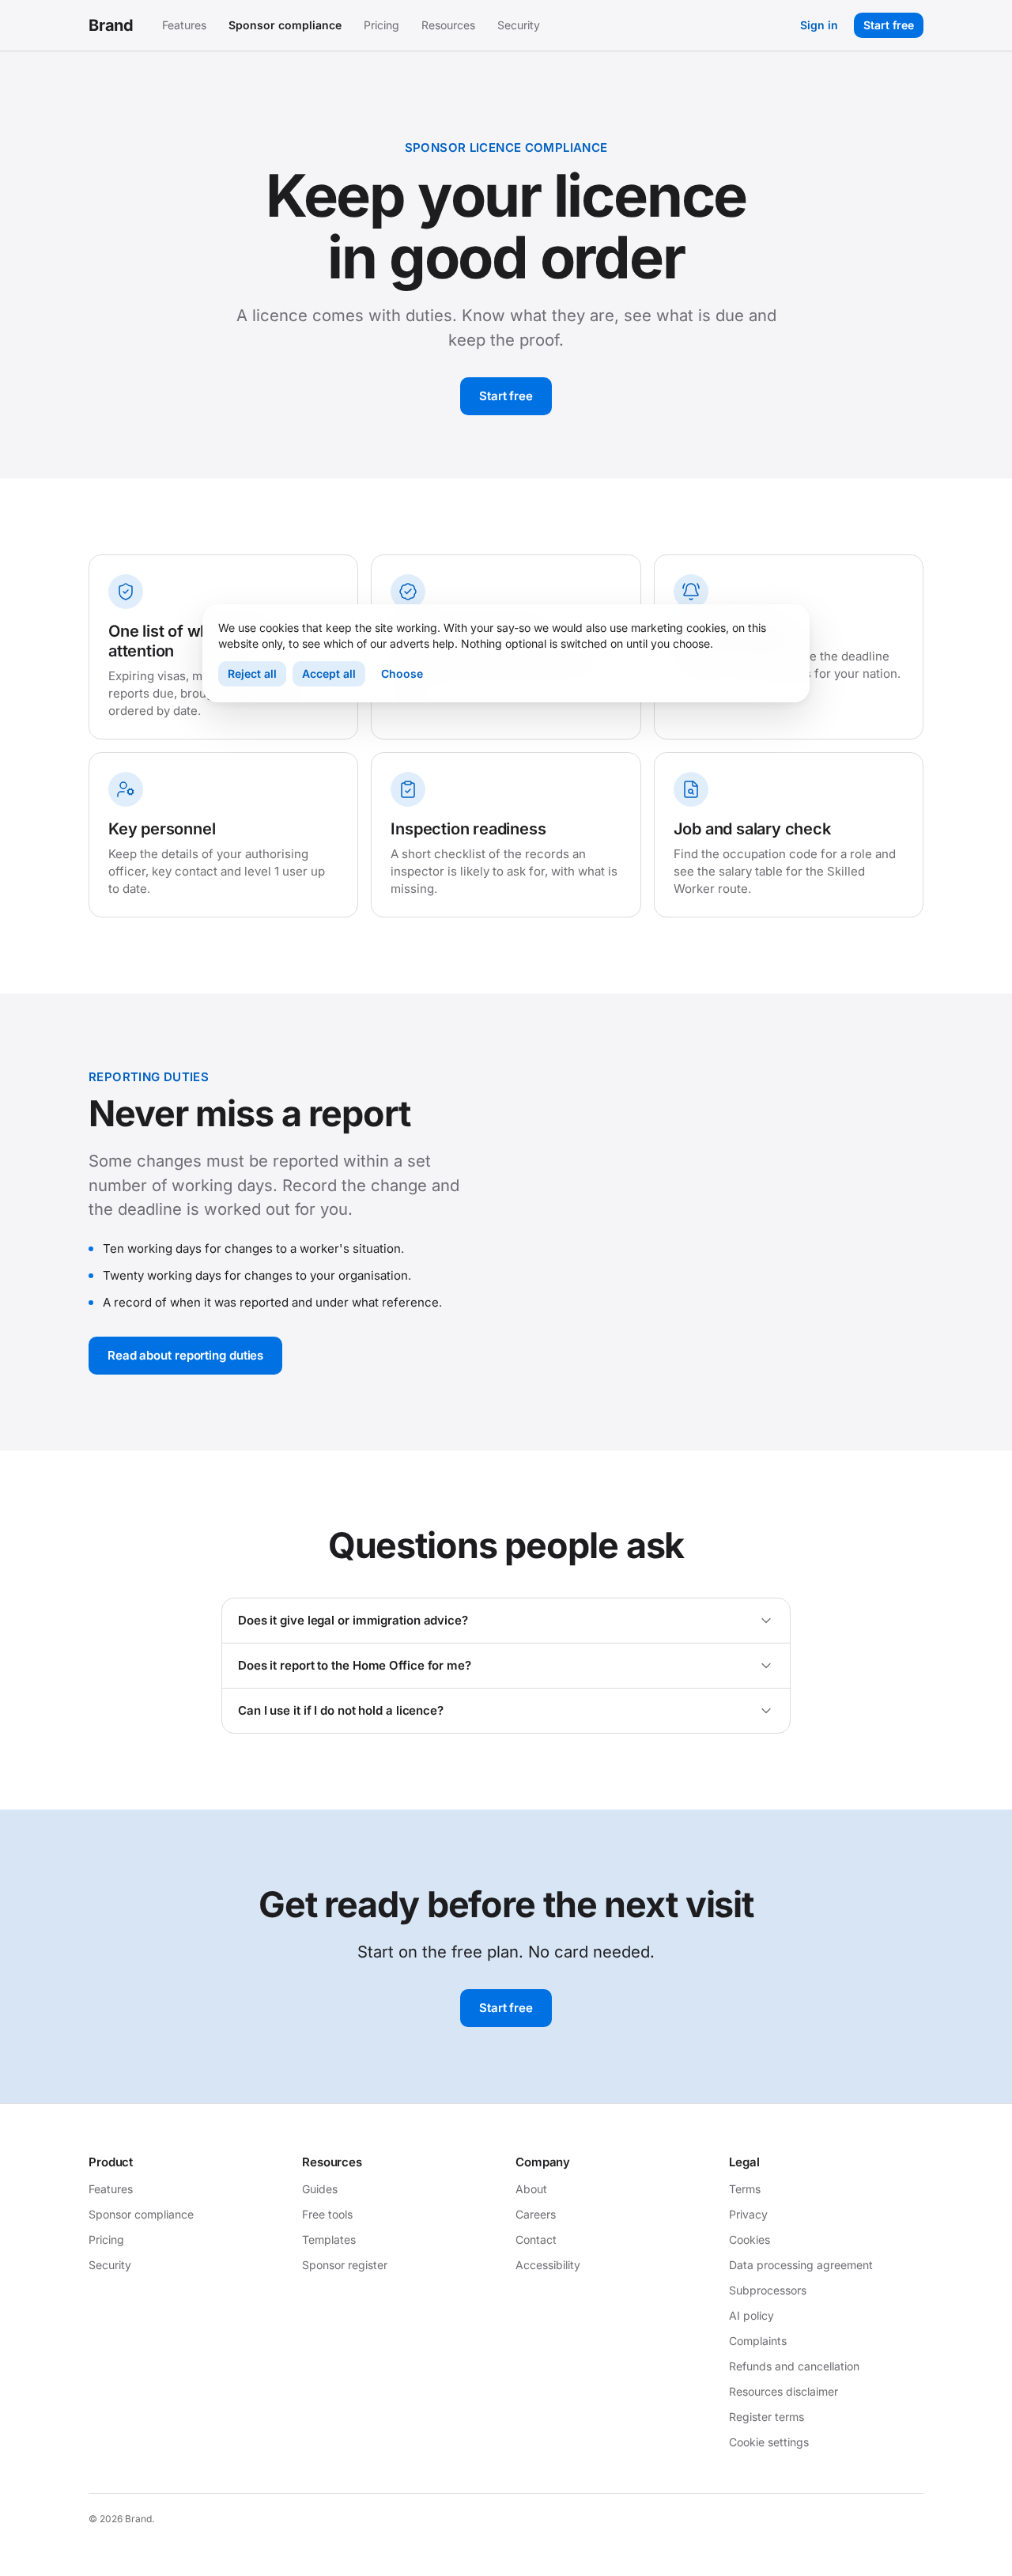 Brand
Features
Sponsor compliance
Pricing
Resources
Security
Sign in
Start free
SPONSOR LICENCE COMPLIANCE
Keep your licence
in good order
A licence comes with duties. Know what they are, see what is due and
keep the proof.
Start free
One list of
attention
Expiring visas,
reports due,
ordered by date.
the deadline
for your nation.
We use cookies that keep the site working. With your say-so we would also use marketing cookies, on this
website only, to see which of our adverts help. Nothing optional is switched on until you choose.
Reject all
Accept all
Choose
Key personnel
Keep the details of your authorising
officer, key contact and level 1 user up
to date.
Inspection readiness
A short checklist of the records an
inspector is likely to ask for, with what is
missing.
Job and salary check
Find the occupation code for a role and
see the salary table for the Skilled
Worker route.
REPORTING DUTIES
Never miss a report
Some changes must be reported within a set
number of working days. Record the change and
the deadline is worked out for you.
Ten working days for changes to a worker's situation.
Twenty working days for changes to your organisation.
A record of when it was reported and under what reference.
Read about reporting duties
Questions people ask
Does it give legal or immigration advice?
Does it report to the Home Office for me?
Can I use it if I do not hold a licence?
Get ready before the next visit
Start on the free plan. No card needed.
Start free
Product
Features
Sponsor compliance
Pricing
Security
Resources
Guides
Free tools
Templates
Sponsor register
Company
About
Careers
Contact
Accessibility
Legal
Terms
Privacy
Cookies
Data processing agreement
Subprocessors
AI policy
Complaints
Refunds and cancellation
Resources disclaimer
Register terms
Cookie settings
© 2026 Brand.